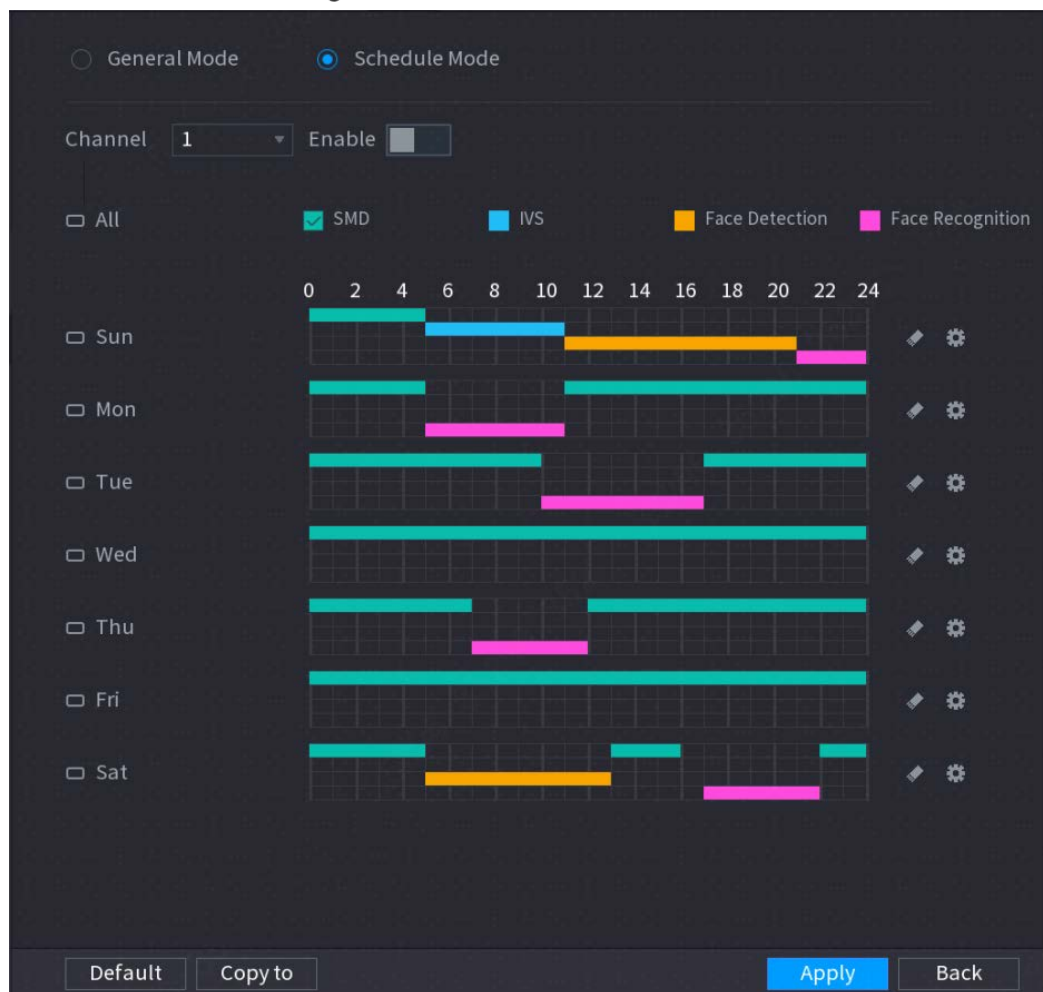 General Mode Schedule Mode
Channel 1 Enable
All SMD IVS Face Detection Face Recognition
0 2 4 6 8 10 12 14 16 18 20 22 24
Sun
Mon
Tue
Wed
Thu
Fri
Sat
Default Copy to Apply Back